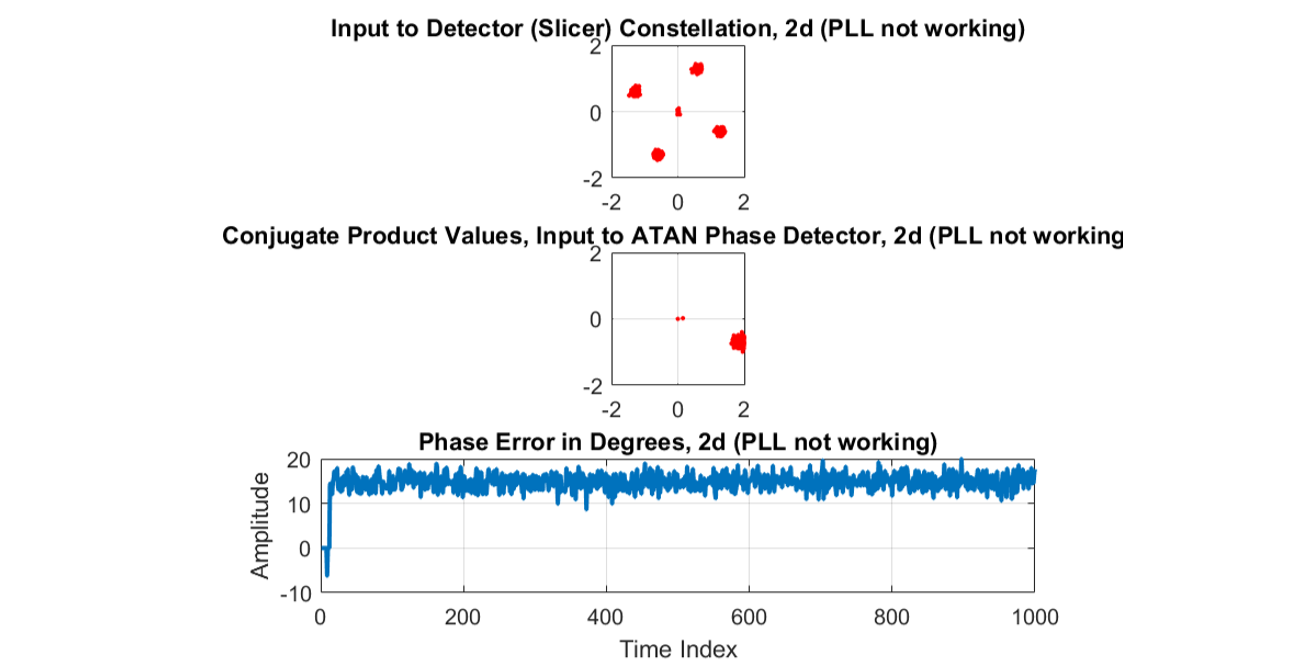 Input to Detector (Slicer) Constellation, 2d (PLL not working)
2
0
-2
-2 0 2
Conjugate Product Values, Input to ATAN Phase Detector, 2d (PLL not working
2
0
-2
-2 0 2
Phase Error in Degrees, 2d (PLL not working)
20
10
0
-10
Amplitude
0 200 400 600 800 1000
Time Index